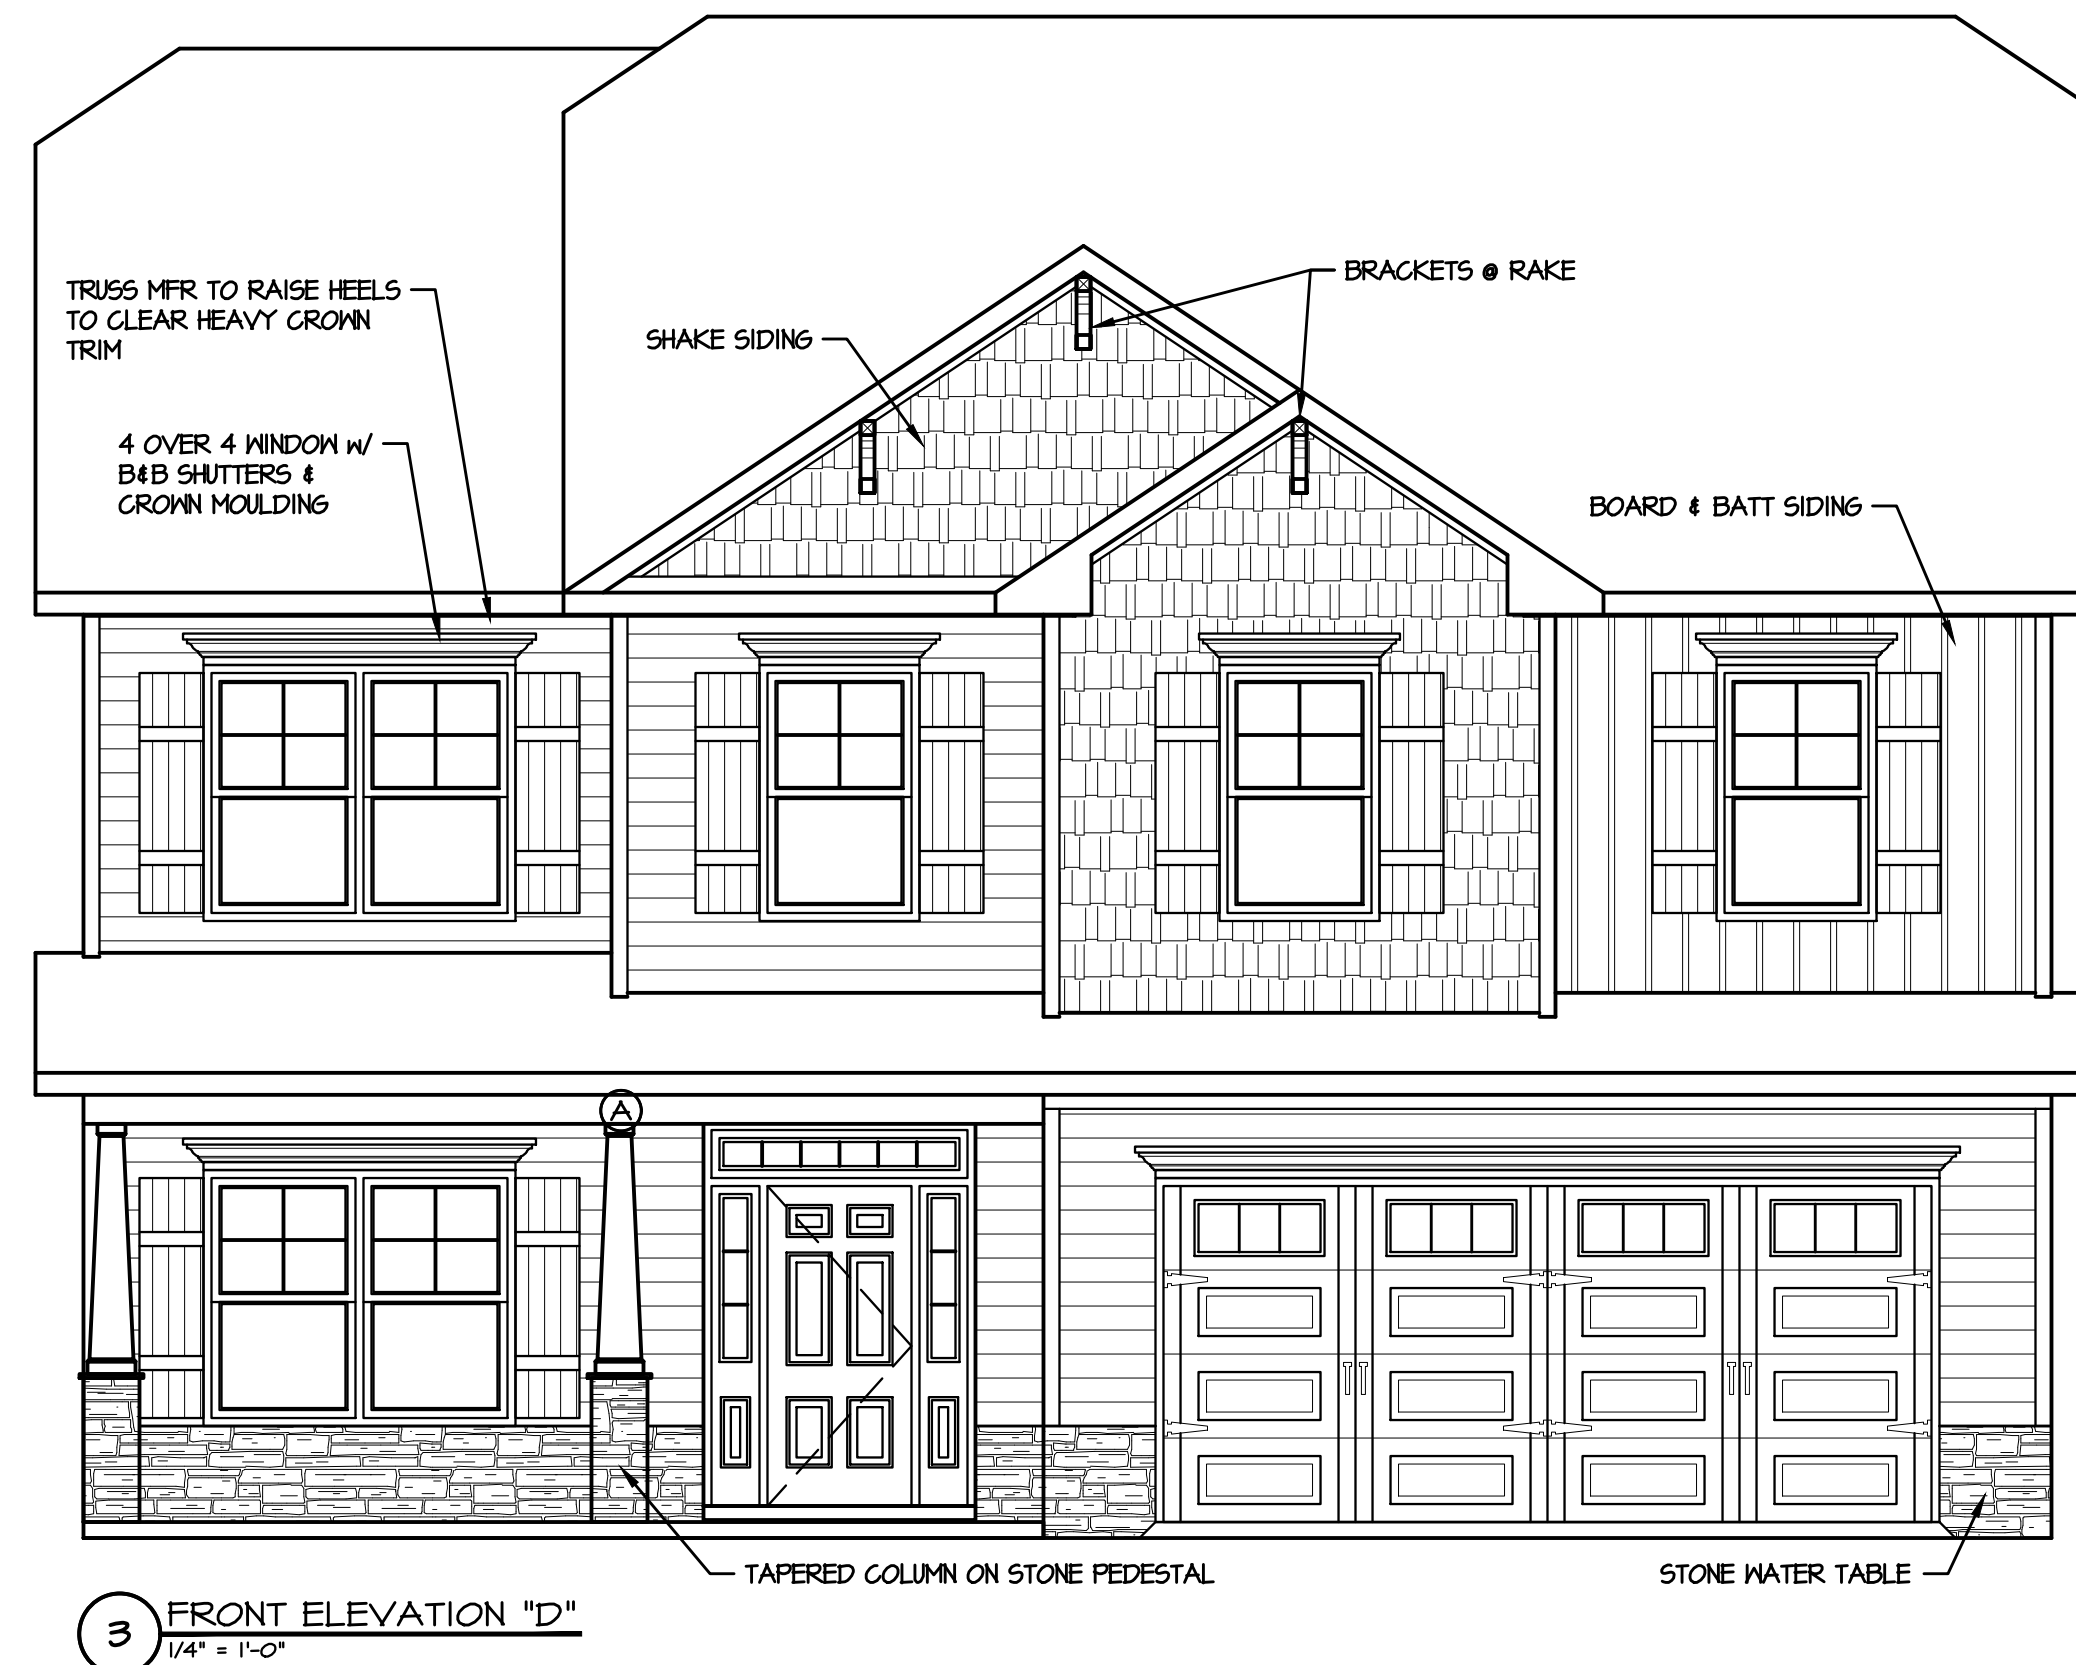 BRACKETS @ RAKE
TRUSS MFR TO RAISE HEELS
TO CLEAR HEAVY CROWN
TRIM
SHAKE SIDING
4 OVER 4 WINDOW w/
B&B SHUTTERS &
CROWN MOULDING
BOARD & BATT SIDING
A
TAPERED COLUMN ON STONE PEDESTAL
STONE WATER TABLE
3
FRONT ELEVATION "D"
1/4" = 1'-0"